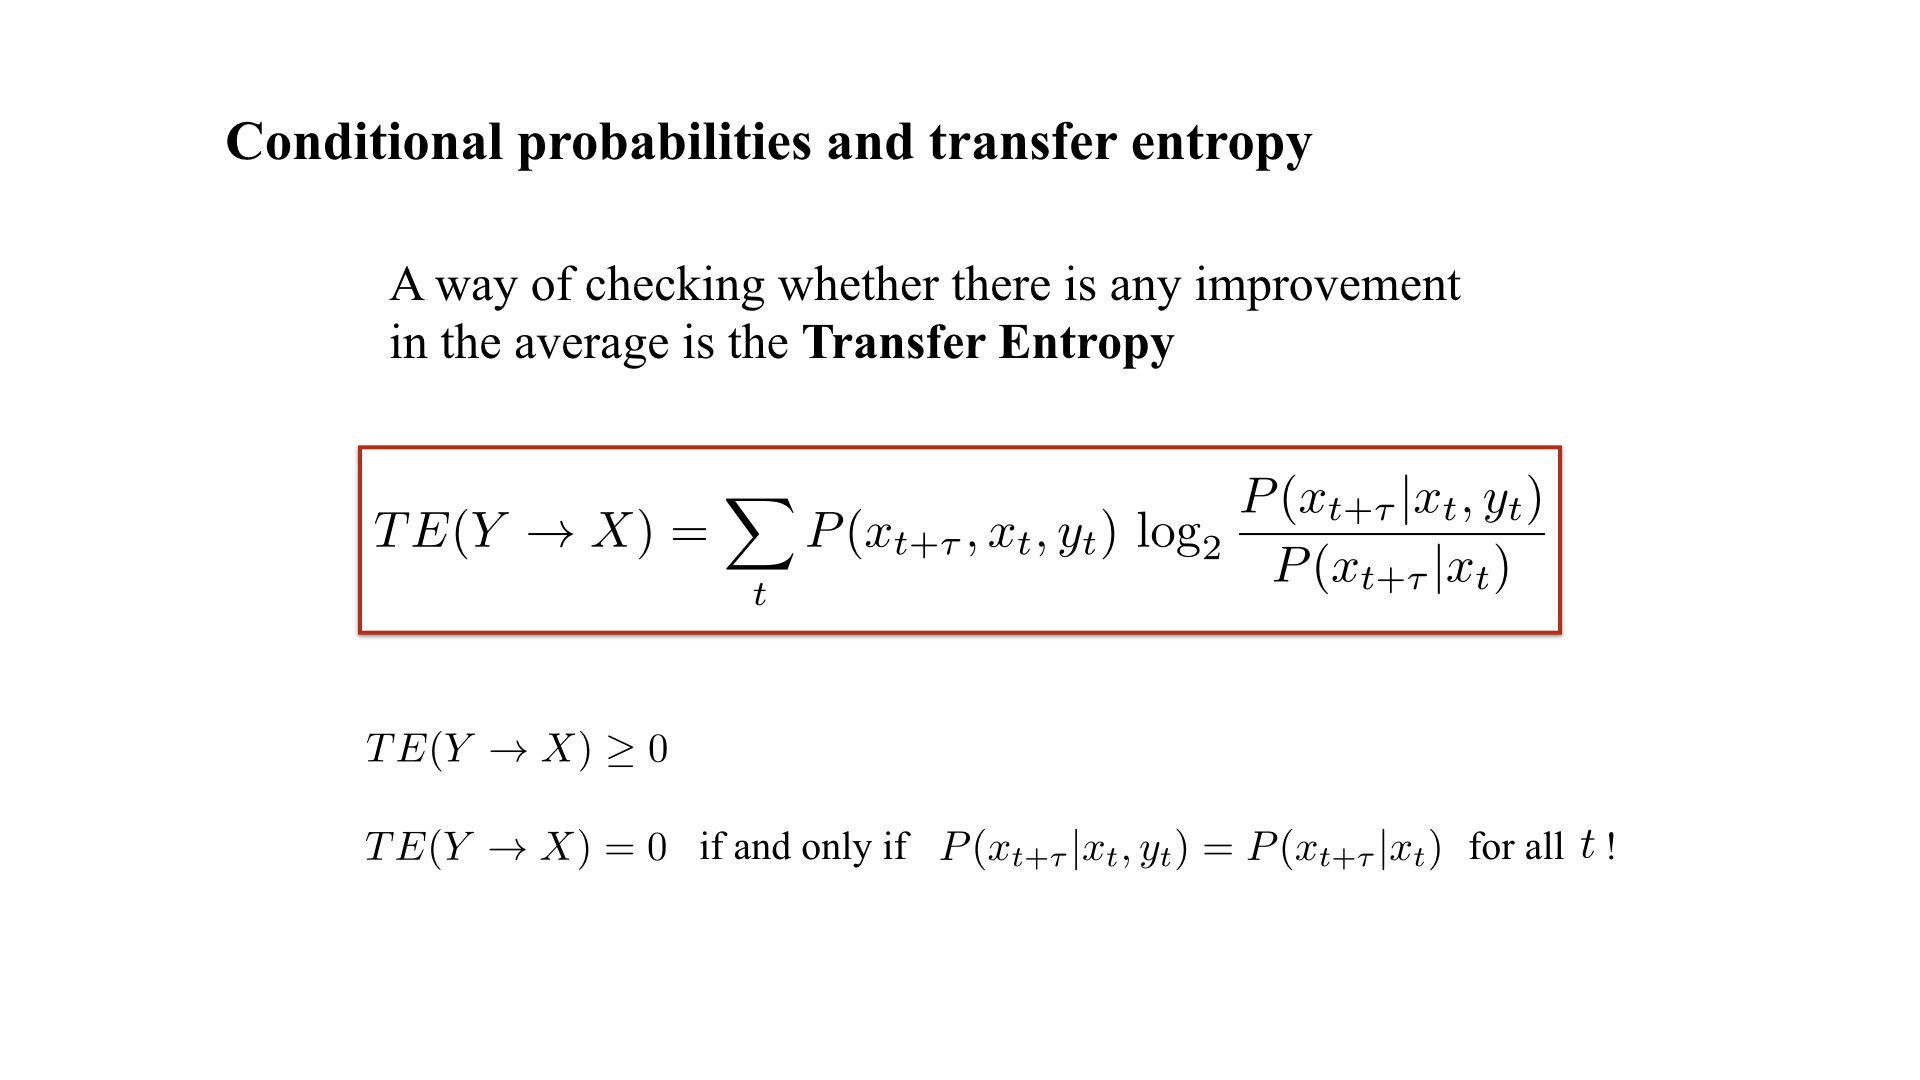 Conditional probabilities and transfer entropy
A way of checking whether there is any improvement
in the average is the Transfer Entropy
$TE(Y \to X) = \sum_{t} P(x_{t+\tau}, x_t, y_t) \log_2 \frac{P(x_{t+\tau}|x_t, y_t)}{P(x_{t+\tau}|x_t)}$
$TE(Y \to X) \geq 0$
$TE(Y \to X) = 0$ if and only if $P(x_{t+\tau}|x_t, y_t) = P(x_{t+\tau}|x_t)$ for all $t$ !